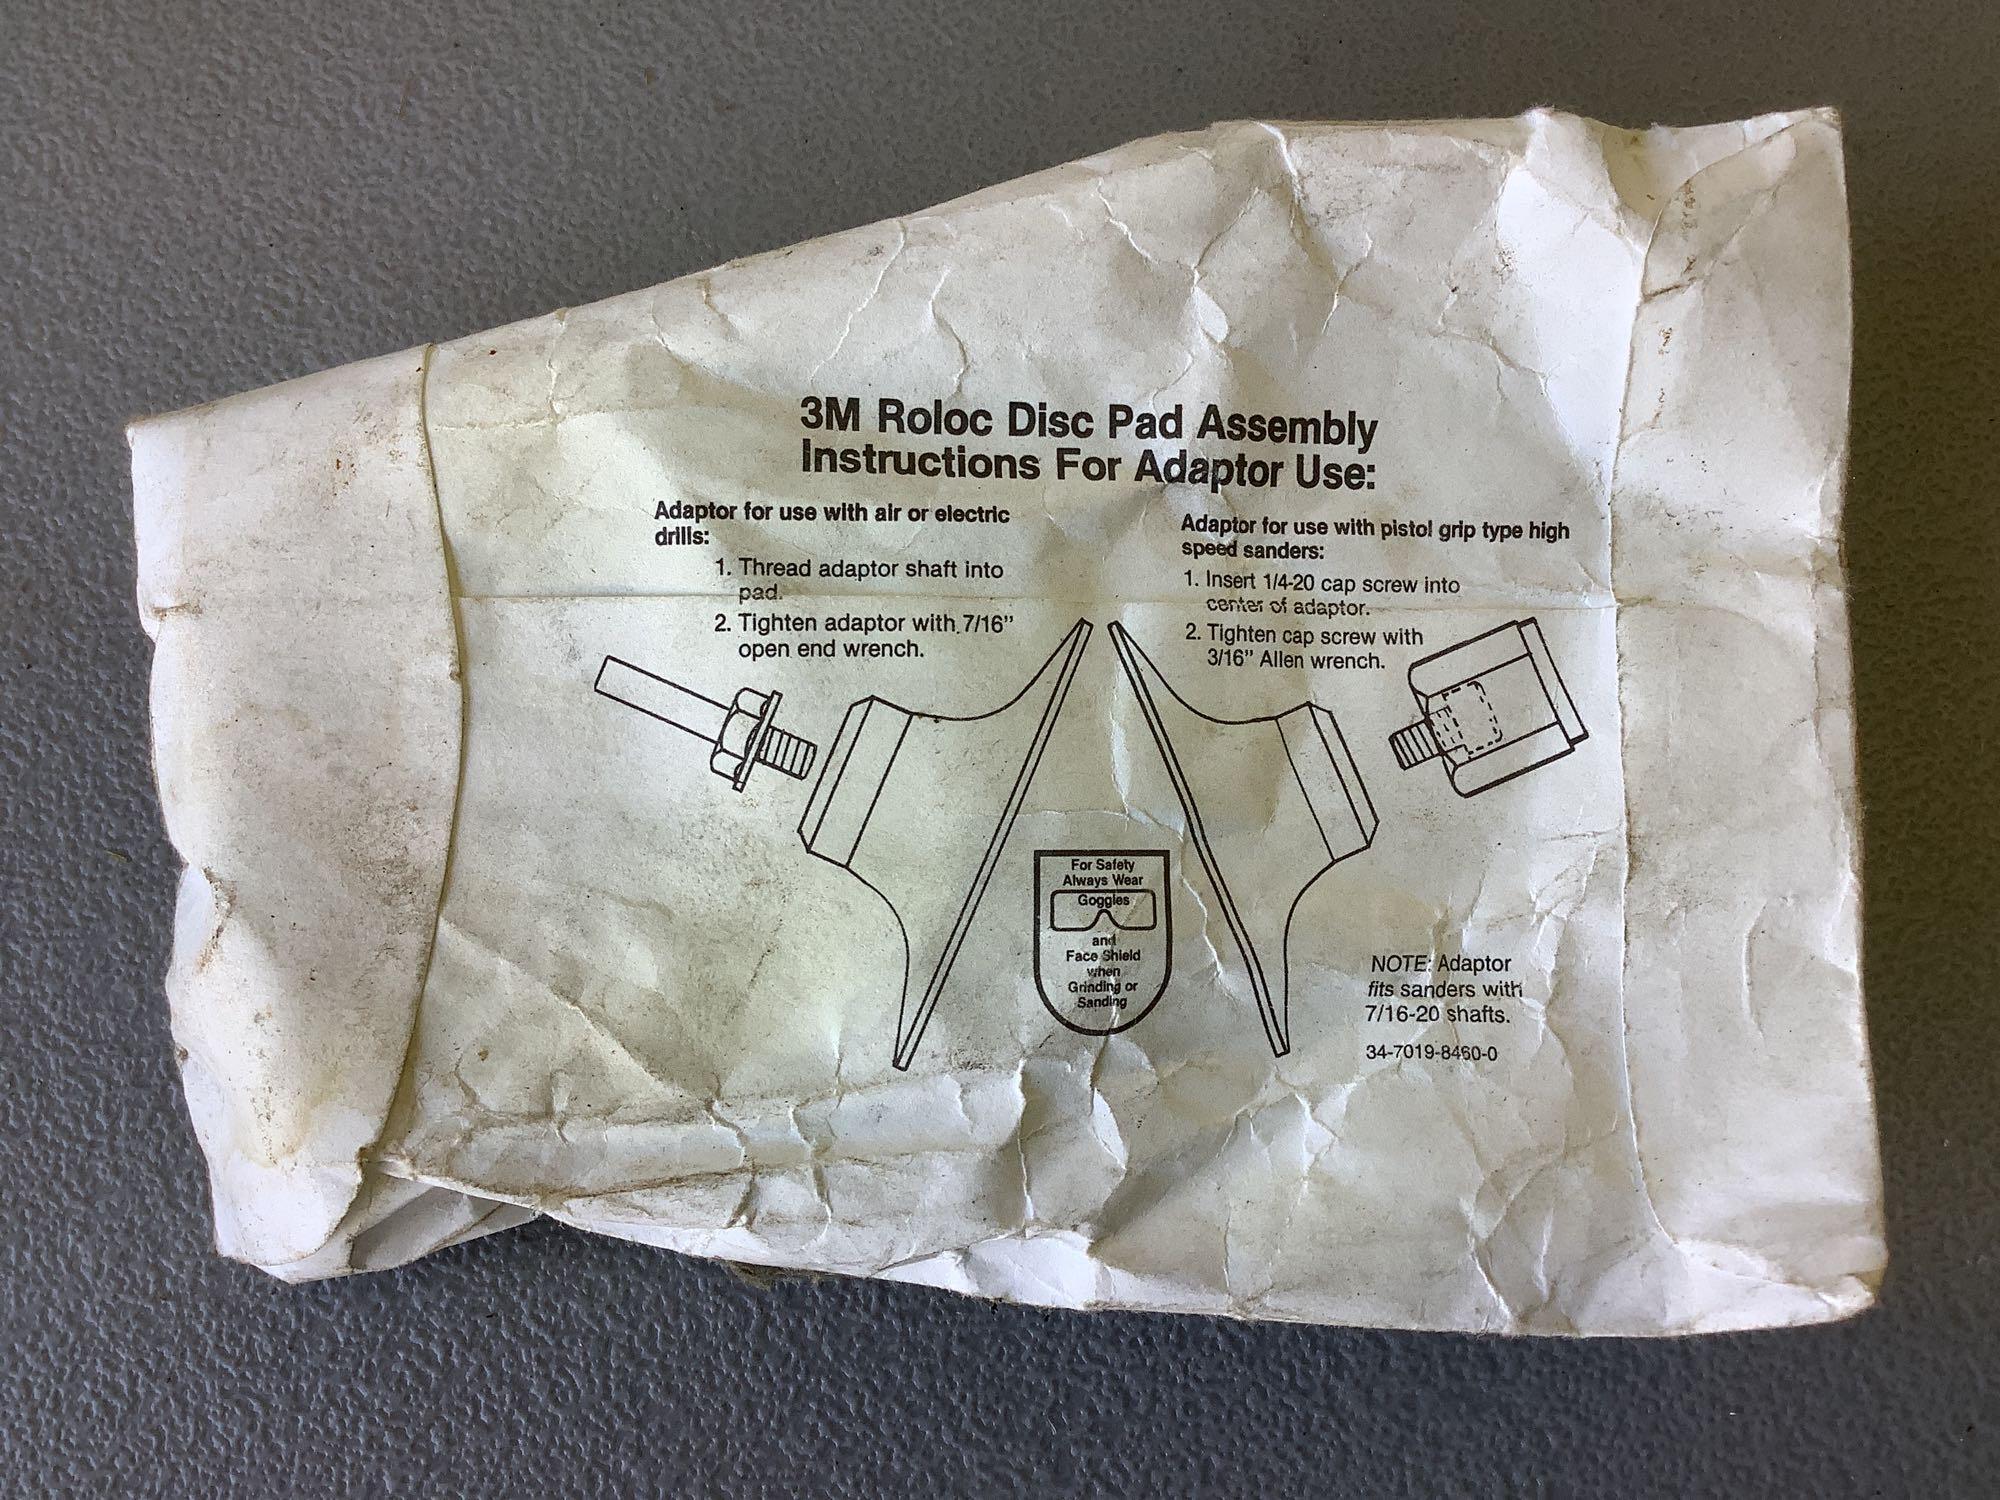 3M Roloc Disc Pad Assembly
Instructions For Adaptor Use:
Adaptor for use with air or electric
drills:
1. Thread adaptor shaft into
pad.
2. Tighten adaptor with 7/16"
open end wrench.
Adaptor for use with pistol grip type high
speed sanders:
1. Insert 1/4-20 cap screw into
center of adaptor.
2. Tighten cap screw with
3/16" Allen wrench.
For Safety
Always Wear
Goggles
and
Face Shield
when
Grinding or
Sanding
NOTE: Adaptor
fits sanders with
7/16-20 shafts.
34-7019-8460-0